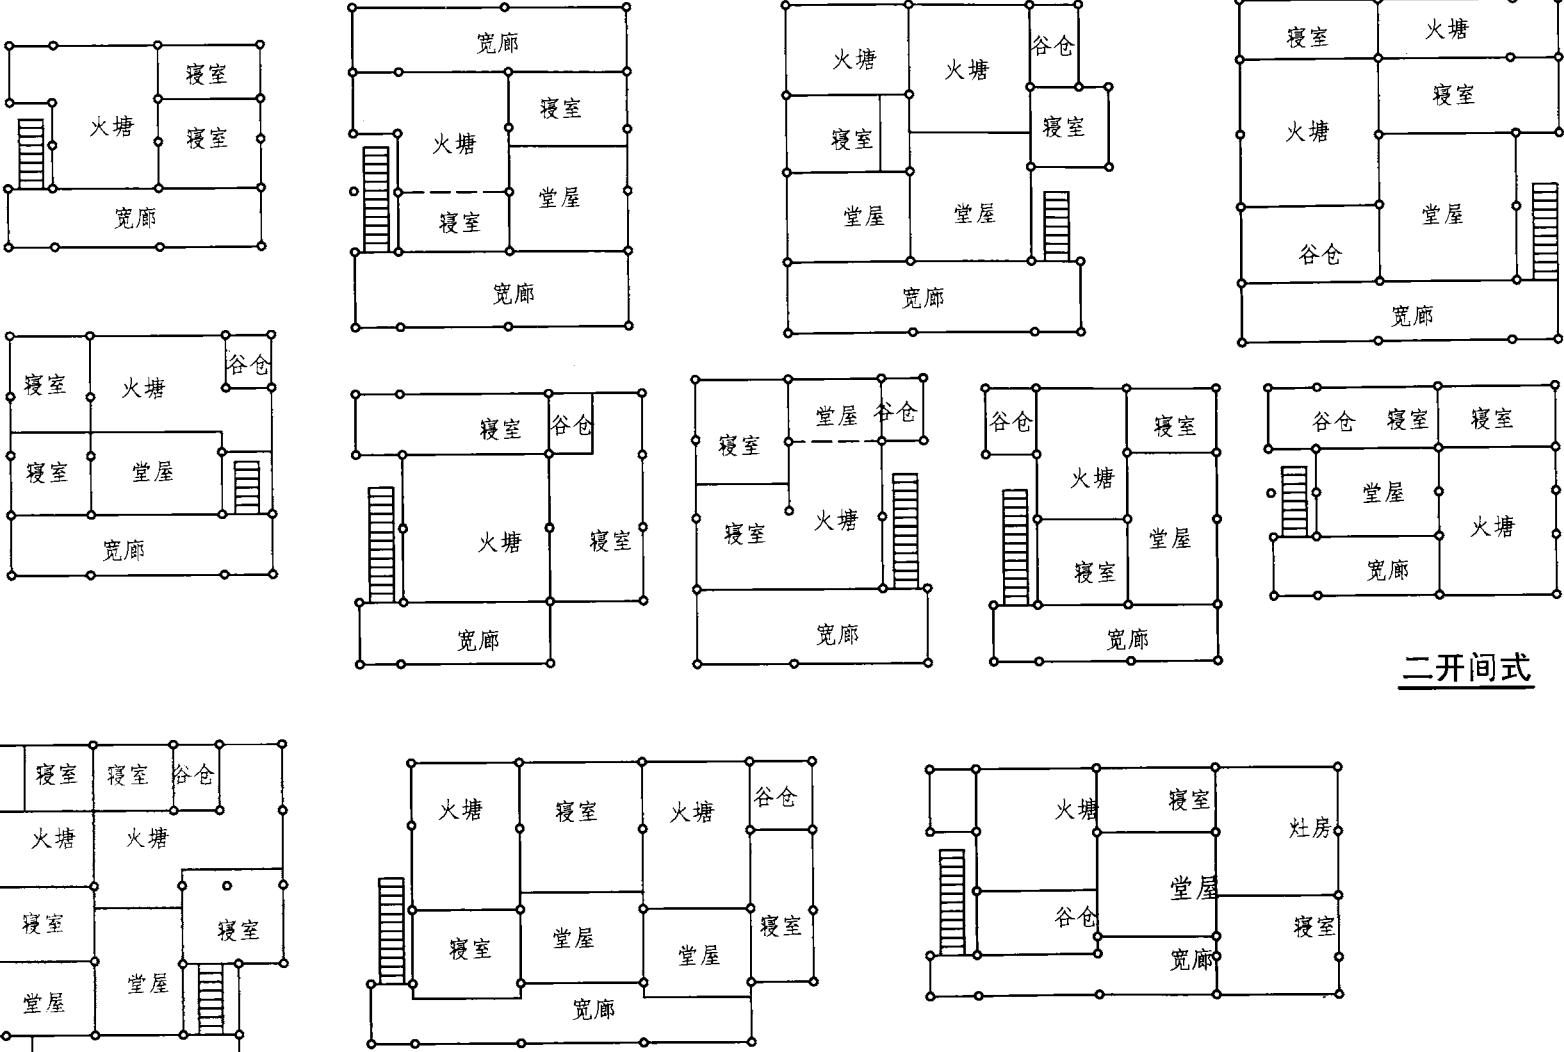 寝室
火塘
寝室
宽廊
宽廊
寝室
火塘
堂屋
寝室
宽廊
火塘
火塘
谷仓
寝室
寝室
堂屋
堂屋
宽廊
寝室
火塘
寝室
火塘
堂屋
谷仓
宽廊
寝室
火塘
谷仓
寝室
堂屋
宽廊
寝室
谷仓
火塘
寝室
宽廊
堂屋
谷仓
寝室
寝室
火塘
宽廊
谷仓
寝室
火塘
堂屋
寝室
宽廊
谷仓
寝室
寝室
堂屋
火塘
宽廊
二开间式
寝室
寝室
谷仓
火塘
火塘
寝室
寝室
堂屋
堂屋
火塘
寝室
火塘
谷仓
寝室
堂屋
堂屋
寝室
宽廊
火塘
寝室
灶房
堂屋
谷仓
寝室
宽廊